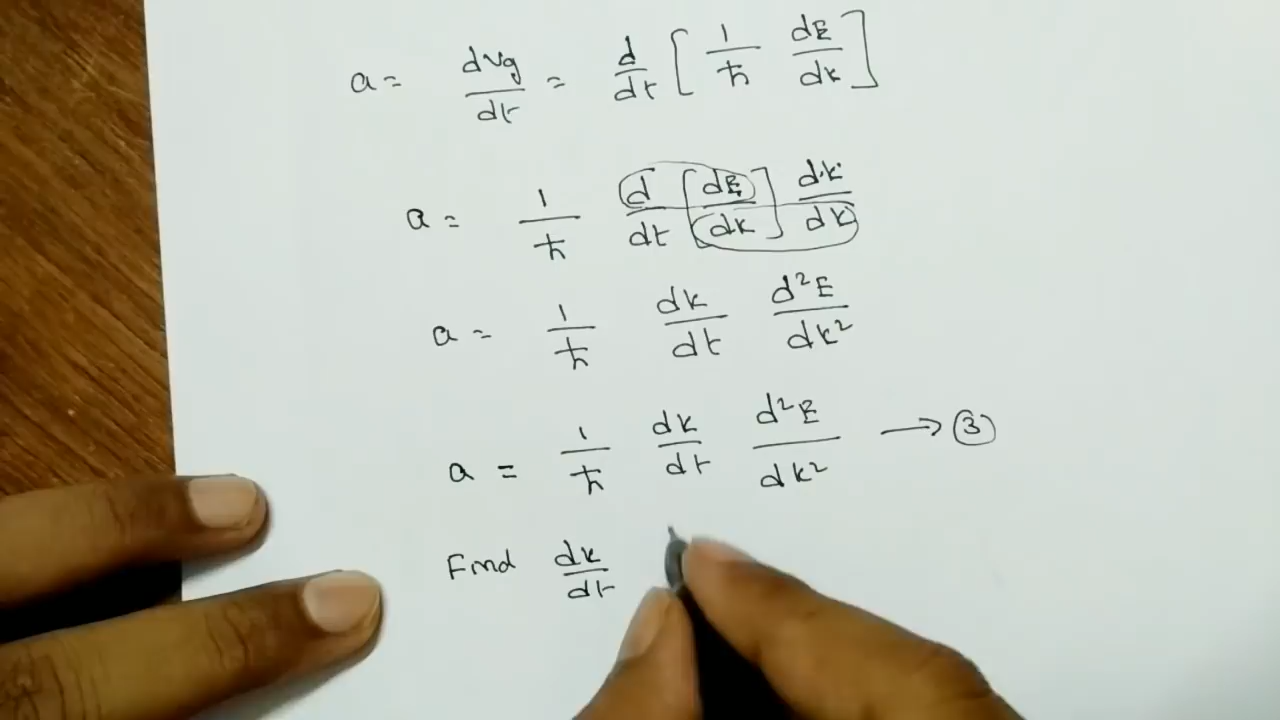 a = dvg/dt = d/dt [ 1/ħ dE/dk ]
a = 1/ħ d/dt [ dE/dk ] dk/dk
a = 1/ħ dk/dt d²E/dk²
a = 1/ħ dk/dt d²E/dk² → ③
Find dk/dt